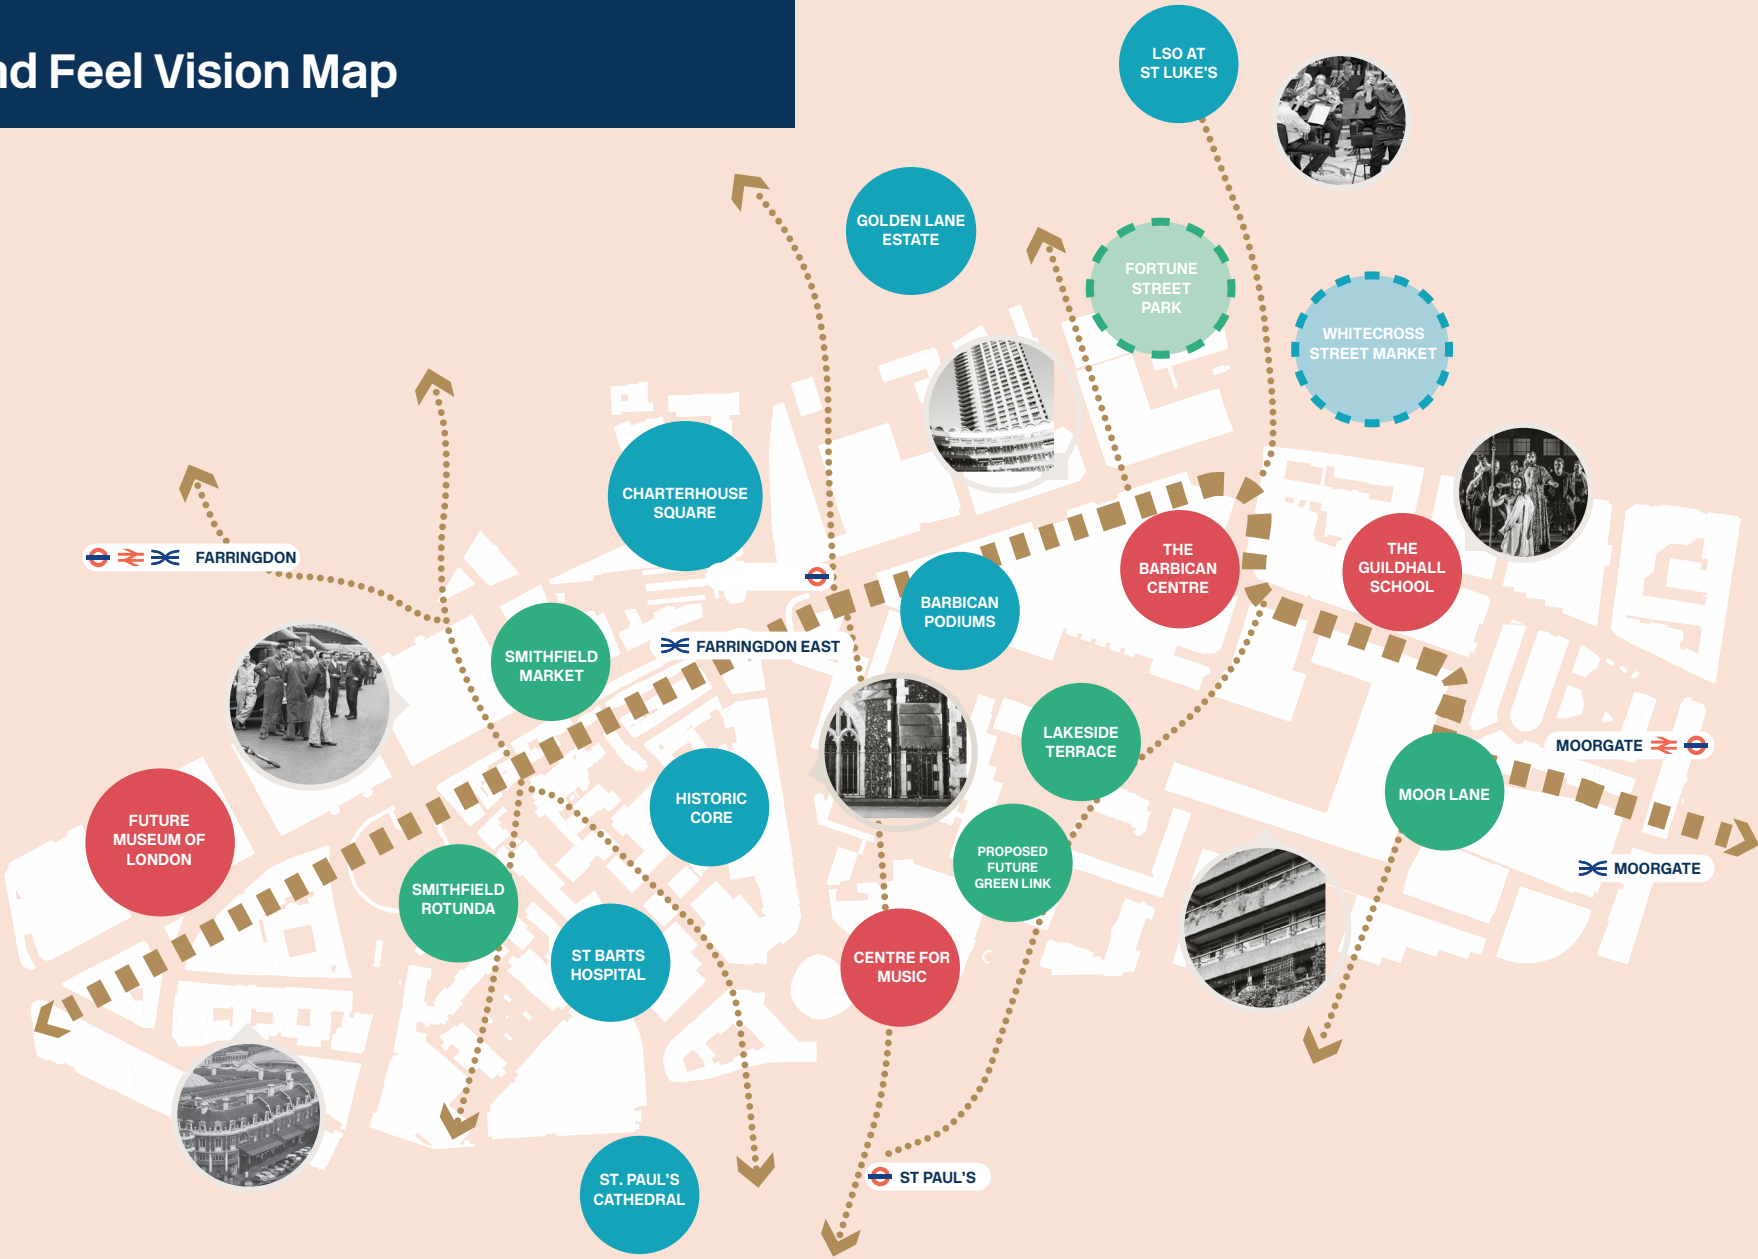 nd Feel Vision Map
LSO AT
ST LUKE'S
GOLDEN LANE
ESTATE
FORTUNE
STREET
PARK
WHITECROSS
STREET MARKET
CHARTERHOUSE
SQUARE
FARRINGDON
THE
BARBICAN
CENTRE
THE
GUILDHALL
SCHOOL
BARBICAN
PODIUMS
SMITHFIELD
MARKET
FARRINGDON EAST
LAKESIDE
TERRACE
MOORGATE
MOOR LANE
HISTORIC
CORE
FUTURE
MUSEUM OF
LONDON
PROPOSED
FUTURE
GREEN LINK
MOORGATE
SMITHFIELD
ROTUNDA
ST BARTS
HOSPITAL
CENTRE FOR
MUSIC
ST. PAUL'S
CATHEDRAL
ST PAUL'S